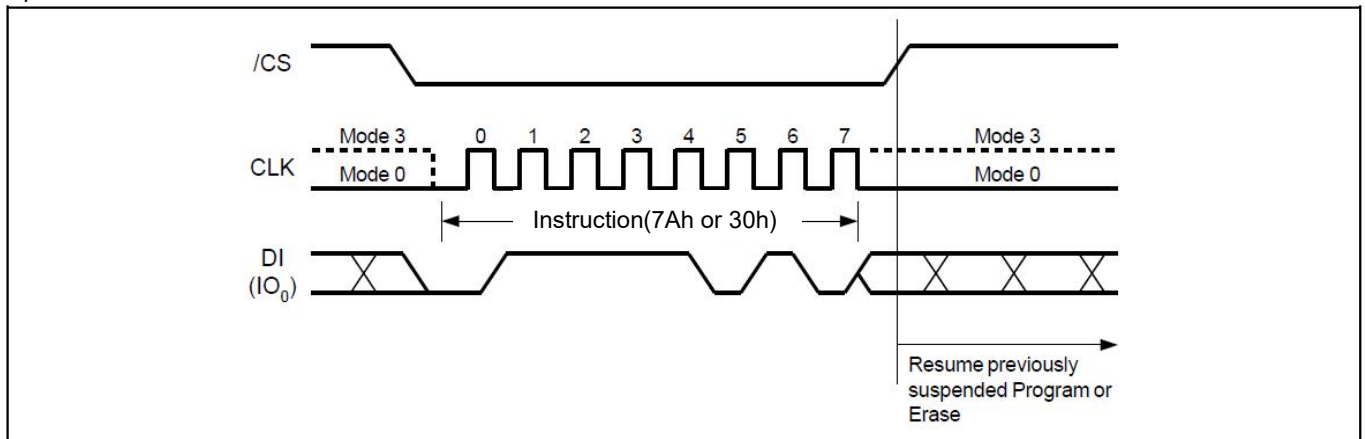 /CS
Mode 3 0 1 2 3 4 5 6 7 Mode 3
CLK
Mode 0 Mode 0
Instruction(7Ah or 30h)
DI
(IO0)
Resume previously
suspended Program or
Erase